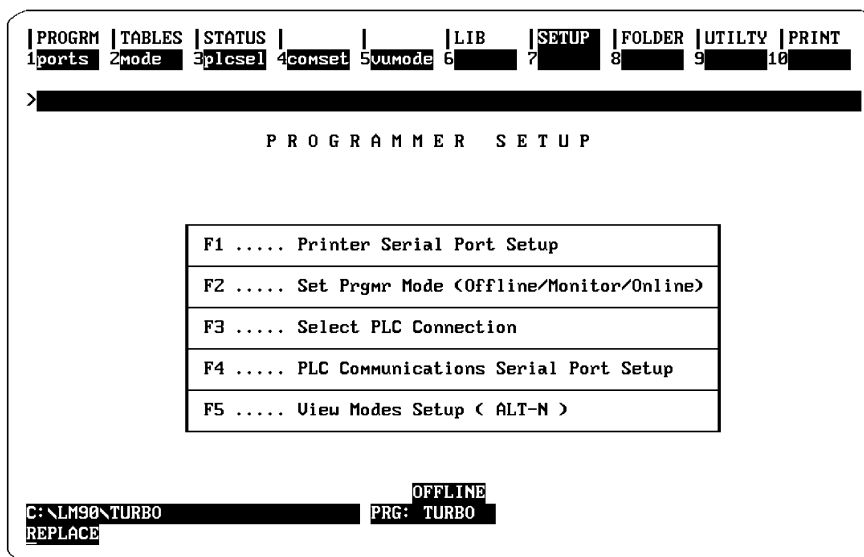 |PROGRM |TABLES |STATUS | | |LIB |SETUP |FOLDER |UTILTY |PRINT
1ports 2mode 3plcsel 4comset 5vumode 6 7 8 9 10
>
P R O G R A M M E R S E T U P
F1 ..... Printer Serial Port Setup
F2 ..... Set Prgmr Mode (Offline/Monitor/Online)
F3 ..... Select PLC Connection
F4 ..... PLC Communications Serial Port Setup
F5 ..... View Modes Setup ( ALT-N )
OFFLINE
C:\LM90\TURBO PRG: TURBO
REPLACE